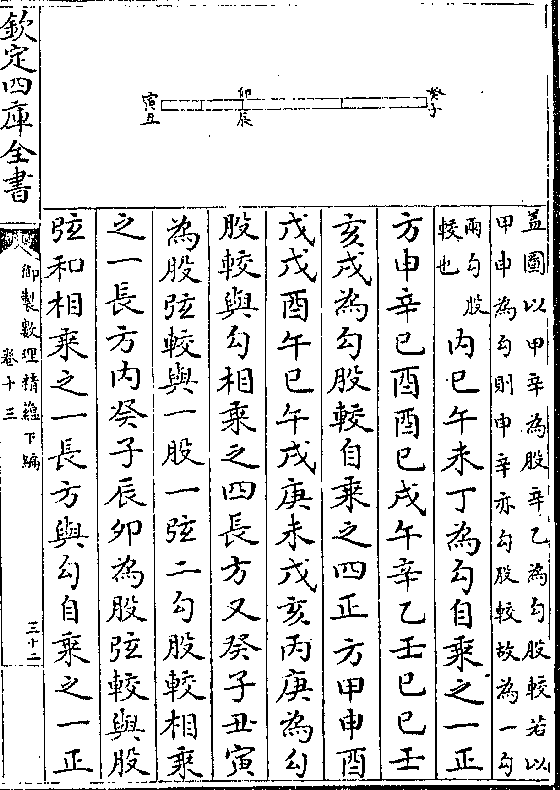 癸子
卯辰
寅丑
蓋圖以甲辛為股辛乙為勾股較若以
甲申為勾則申辛亦勾股較故為一勾
兩勾股
較也
内巳午未丁為勾自乘之一正
方申辛巳酉酉巳戌午辛乙壬巳巳壬
亥戌為勾股較自乘之四正方甲申酉
戊戊酉午巳午戌庚未戌亥丙庚為勾
股較與勾相乘之四長方又癸子丑寅
為股弦較與一股一弦二勾股較相乘
之一長方内癸子辰卯為股弦較與股
弦和相乘之一長方與勾自乘之一正
欽定四庫全書
御製數理精蘊下編
卷十三
三十二